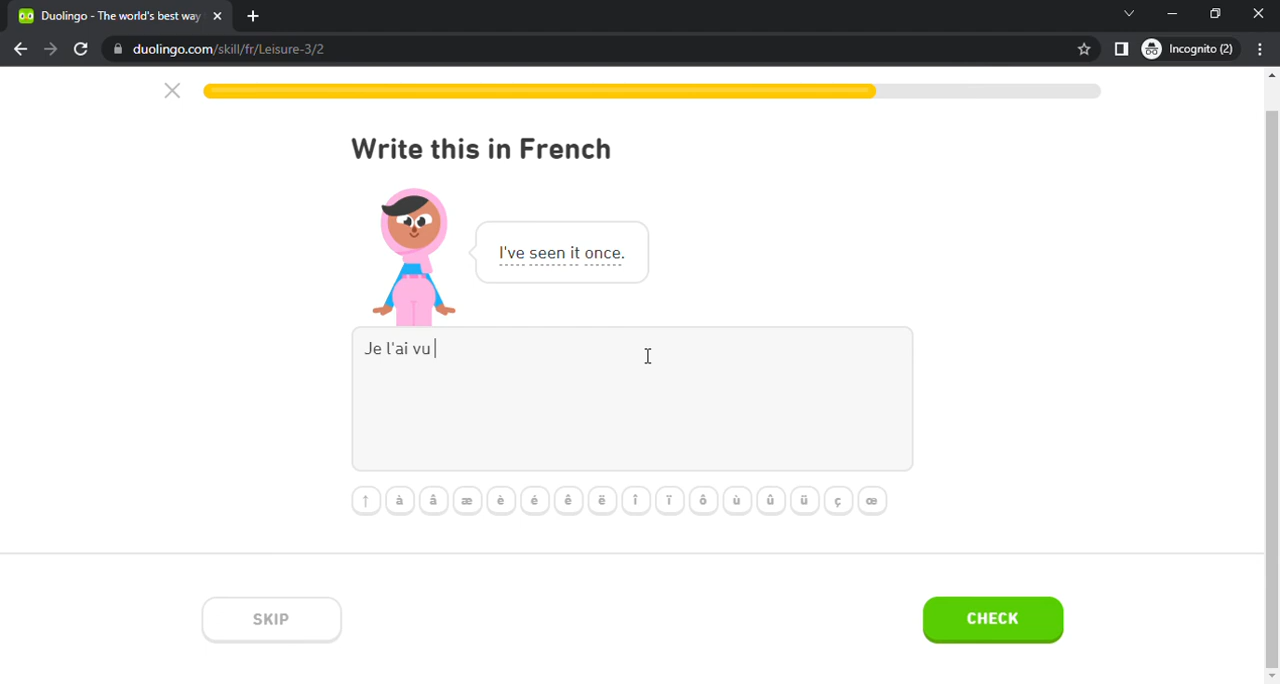 Duolingo - The world's best way
duolingo.com/skill/fr/Leisure-3/2
Incognito (2)
Write this in French
I've seen it once.
Je l'ai vu
↑ à â æ è é ê ë î ï ô ù û ü ç œ
SKIP
CHECK